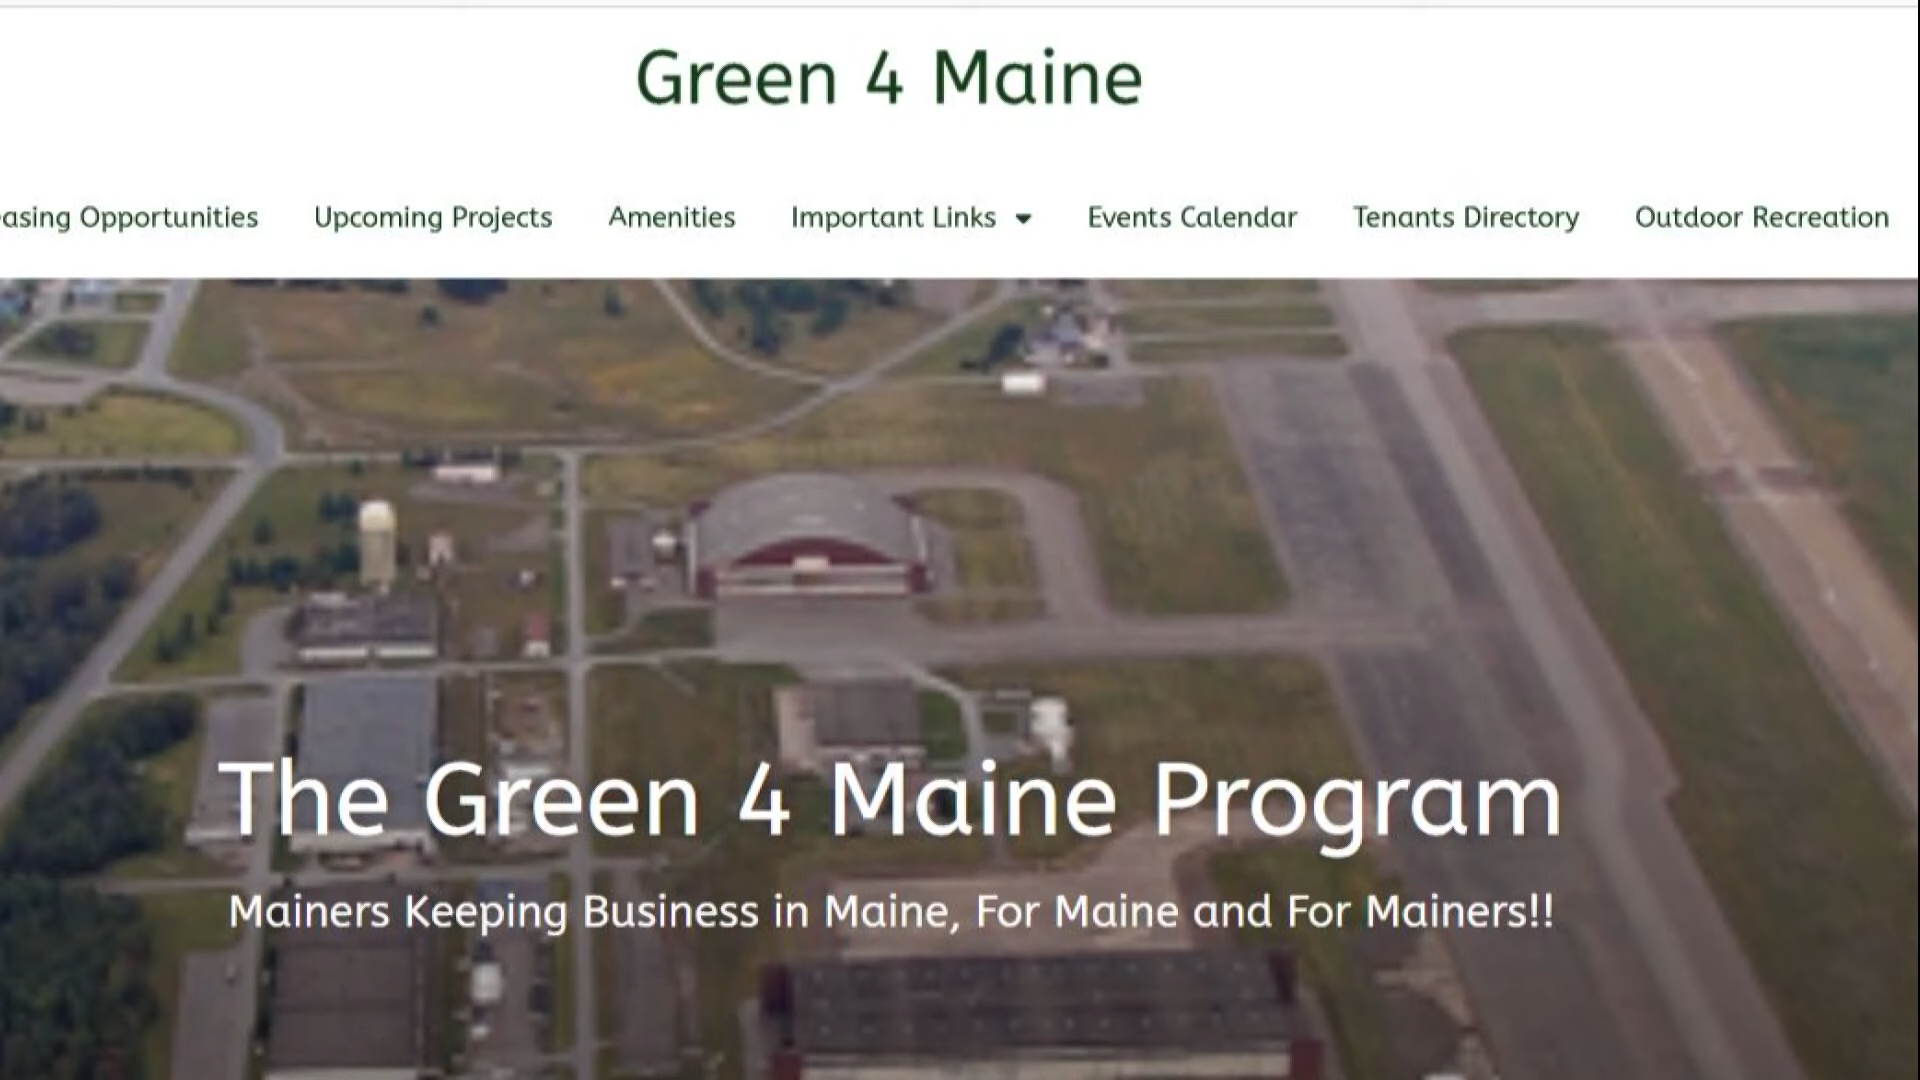 Green 4 Maine
asing Opportunities Upcoming Projects Amenities Important Links Events Calendar Tenants Directory Outdoor Recreation
The Green 4 Maine Program
Mainers Keeping Business in Maine, For Maine and For Mainers!!